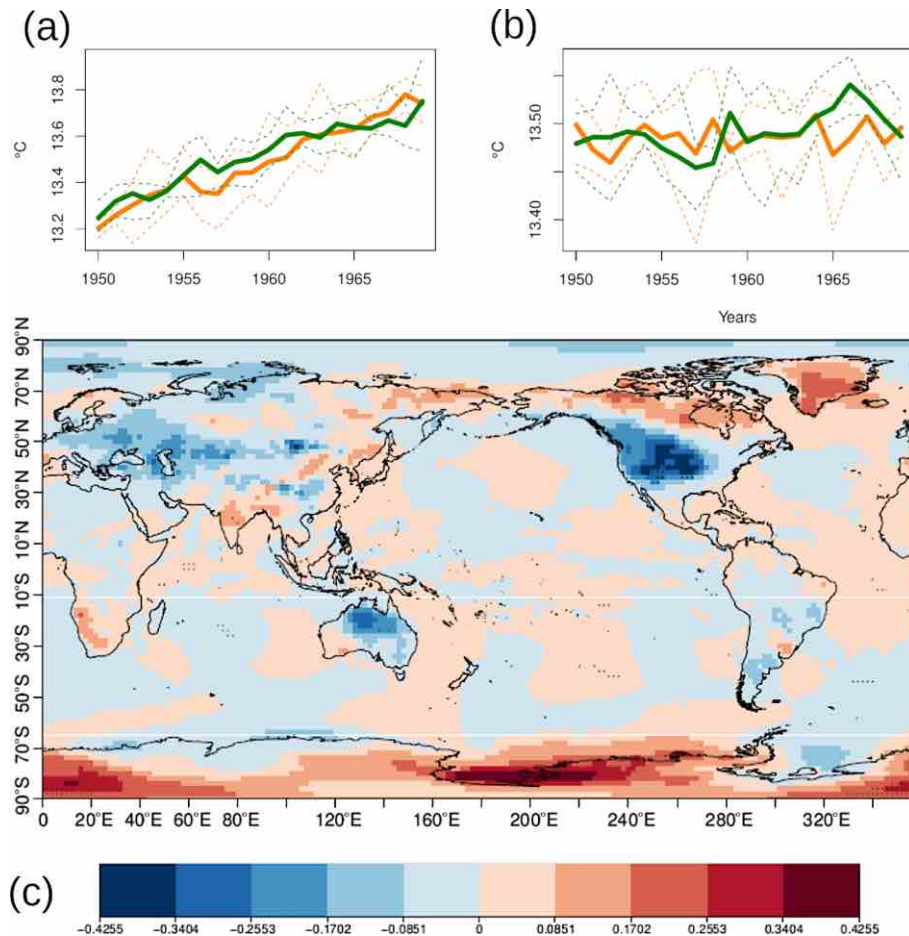 (a)
(b)
°C
13.8
13.6
13.4
13.2
1950
1955
1960
1965
°C
13.50
13.40
1950
1955
1960
1965
Years
90°N
70°N
50°N
30°N
10°N
10°S
30°S
50°S
70°S
90°S
0 20°E 40°E 60°E 80°E 120°E 160°E 200°E 240°E 280°E 320°E
(c)
−0.4255 −0.3404 −0.2553 −0.1702 −0.0851 0 0.0851 0.1702 0.2553 0.3404 0.4255